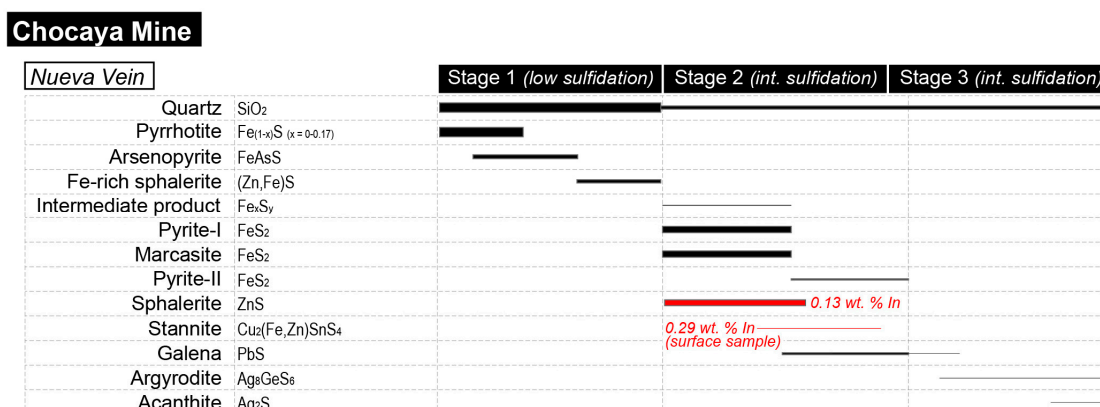 Chocaya Mine
Nueva Vein
Stage 1 (low sulfidation) Stage 2 (int. sulfidation) Stage 3 (int. sulfidation)
Quartz SiO₂
Pyrrhotite Fe₍₁₋ₓ₎S (x = 0-0.17)
Arsenopyrite FeAsS
Fe-rich sphalerite (Zn,Fe)S
Intermediate product FeₓSᵧ
Pyrite-I FeS₂
Marcasite FeS₂
Pyrite-II FeS₂
Sphalerite ZnS 0.13 wt. % In
Stannite Cu₂(Fe,Zn)SnS₄ 0.29 wt. % In
(surface sample)
Galena PbS
Argyrodite Ag₈GeS₆
Acanthite Ag₂S